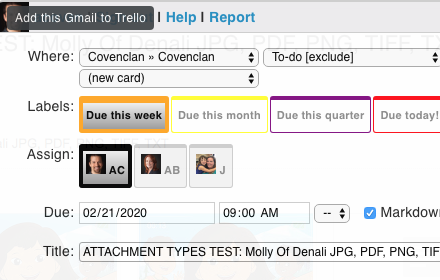 Add this Gmail to Trello | Help | Report
Where: Covenclan » Covenclan To-do [exclude]
(new card)
Labels: Due this week Due this month Due this quarter Due today!
Assign: AC AB J
Due: 02/21/2020 09:00 AM -- Markdown
Title: ATTACHMENT TYPES TEST: Molly Of Denali JPG, PDF, PNG, TIF